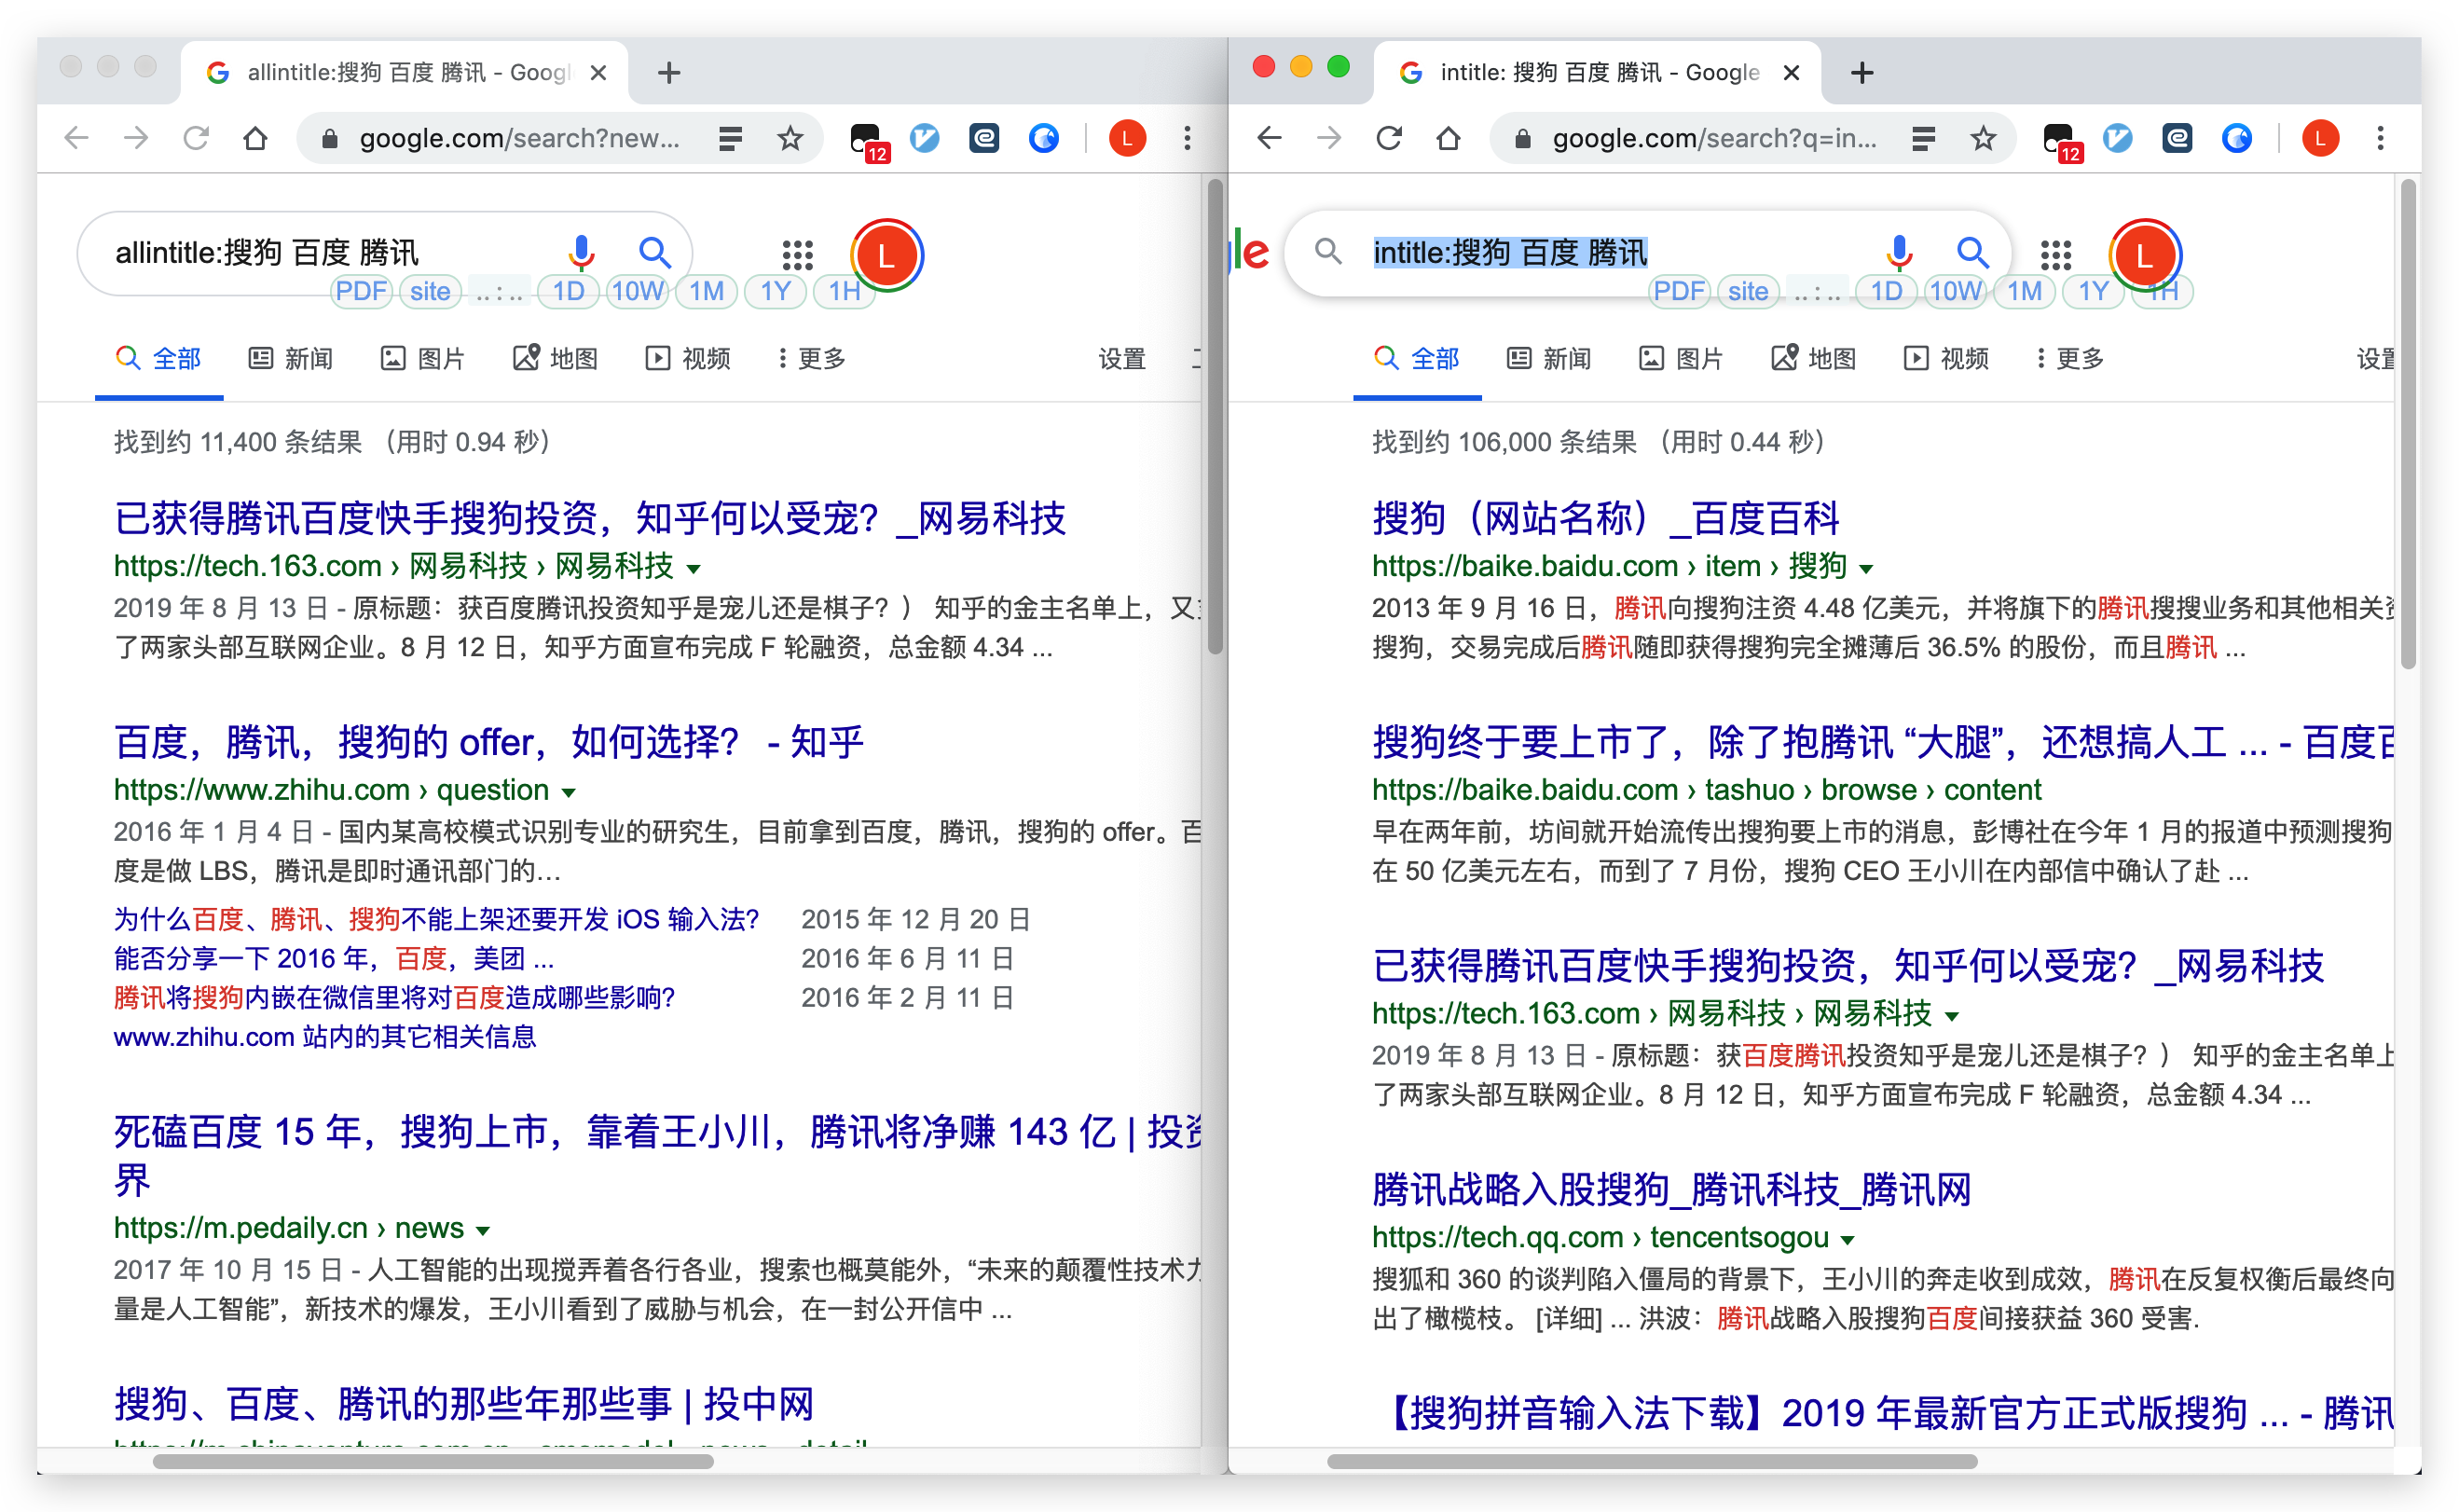 allintitle:搜狗 百度 腾讯 - Googl
google.com/search?new...
12
L
allintitle:搜狗 百度 腾讯
L
PDF site ..:.. 1D 10W 1M 1Y 1H
全部 新闻 图片 地图 视频 更多 设置
找到约 11,400 条结果 （用时 0.94 秒）
已获得腾讯百度快手搜狗投资，知乎何以受宠？_网易科技
https://tech.163.com › 网易科技 › 网易科技
2019 年 8 月 13 日 - 原标题：获百度腾讯投资知乎是宠儿还是棋子？） 知乎的金主名单上，又
了两家头部互联网企业。8 月 12 日，知乎方面宣布完成 F 轮融资，总金额 4.34 ...
百度，腾讯，搜狗的 offer，如何选择？ - 知乎
https://www.zhihu.com › question
2016 年 1 月 4 日 - 国内某高校模式识别专业的研究生，目前拿到百度，腾讯，搜狗的 offer。百
度是做 LBS，腾讯是即时通讯部门的…
为什么百度、腾讯、搜狗不能上架还要开发 iOS 输入法? 2015 年 12 月 20 日
能否分享一下 2016 年，百度，美团 ... 2016 年 6 月 11 日
腾讯将搜狗内嵌在微信里将对百度造成哪些影响? 2016 年 2 月 11 日
www.zhihu.com 站内的其它相关信息
死磕百度 15 年，搜狗上市，靠着王小川，腾讯将净赚 143 亿 | 投资
界
https://m.pedaily.cn › news
2017 年 10 月 15 日 - 人工智能的出现搅弄着各行各业，搜索也概莫能外，“未来的颠覆性技术力
量是人工智能”，新技术的爆发，王小川看到了威胁与机会，在一封公开信中 ...
搜狗、百度、腾讯的那些年那些事 | 投中网
intitle: 搜狗 百度 腾讯 - Google
google.com/search?q=in...
12
L
le
intitle:搜狗 百度 腾讯
L
PDF site ..:.. 1D 10W 1M 1Y 1H
全部 新闻 图片 地图 视频 更多 设置
找到约 106,000 条结果 （用时 0.44 秒）
搜狗（网站名称）_百度百科
https://baike.baidu.com › item › 搜狗
2013 年 9 月 16 日，腾讯向搜狗注资 4.48 亿美元，并将旗下的腾讯搜搜业务和其他相关资
搜狗，交易完成后腾讯随即获得搜狗完全摊薄后 36.5% 的股份，而且腾讯 ...
搜狗终于要上市了，除了抱腾讯 “大腿”，还想搞人工 ... - 百度百
https://baike.baidu.com › tashuo › browse › content
早在两年前，坊间就开始流传出搜狗要上市的消息，彭博社在今年 1 月的报道中预测搜狗
在 50 亿美元左右，而到了 7 月份，搜狗 CEO 王小川在内部信中确认了赴 ...
已获得腾讯百度快手搜狗投资，知乎何以受宠？_网易科技
https://tech.163.com › 网易科技 › 网易科技
2019 年 8 月 13 日 - 原标题：获百度腾讯投资知乎是宠儿还是棋子？） 知乎的金主名单上
了两家头部互联网企业。8 月 12 日，知乎方面宣布完成 F 轮融资，总金额 4.34 ...
腾讯战略入股搜狗_腾讯科技_腾讯网
https://tech.qq.com › tencentsogou
搜狐和 360 的谈判陷入僵局的背景下，王小川的奔走收到成效，腾讯在反复权衡后最终向
出了橄榄枝。 [详细] ... 洪波：腾讯战略入股搜狗百度间接获益 360 受害.
【搜狗拼音输入法下载】2019 年最新官方正式版搜狗 ... - 腾讯